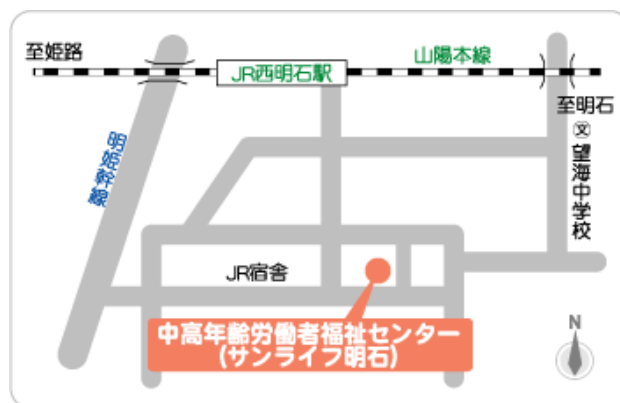 至姫路
山陽本線
JR西明石駅
至明石
文
望海中学校
明姫幹線
JR宿舎
中高年齢労働者福祉センター
(サンライフ明石)
N